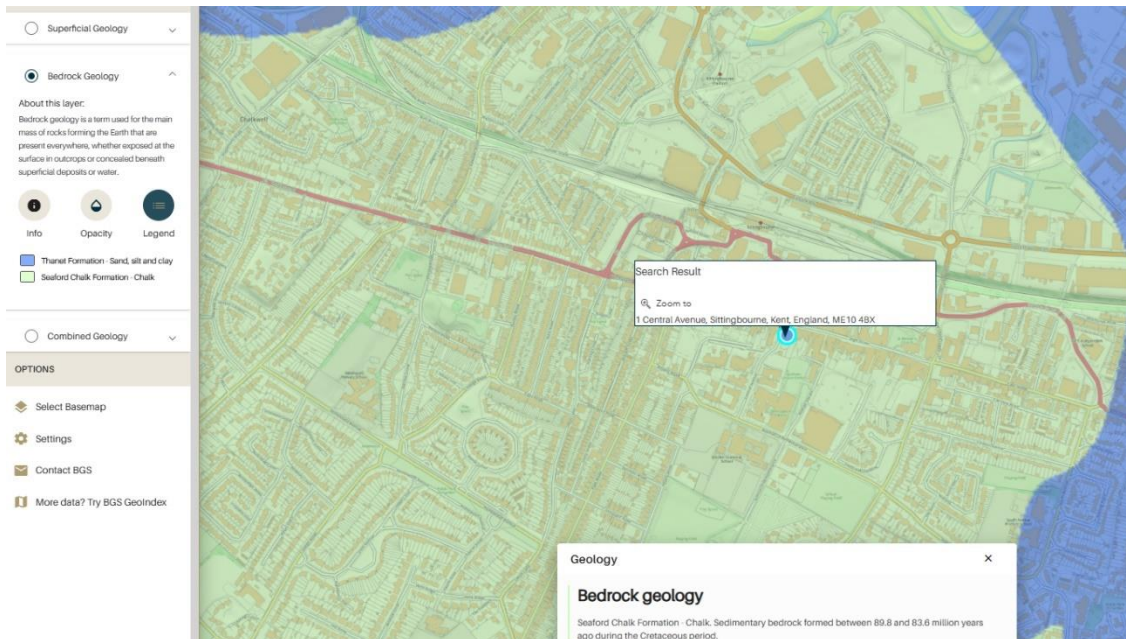 Superficial Geology
Bedrock Geology
About this layer:
Bedrock geology is a term used for the main
mass of rocks forming the Earth that are
present everywhere, whether exposed at the
surface in outcrops or concealed beneath
superficial deposits or water.
Info
Opacity
Legend
Thanet Formation - Sand, silt and clay
Seaford Chalk Formation - Chalk
Combined Geology
OPTIONS
Select Basemap
Settings
Contact BGS
More data? Try BGS GeoIndex
Chalkwell
Search Result
Zoom to
1 Central Avenue, Sittingbourne, Kent, England, ME10 4BX
Geology
Bedrock geology
Seaford Chalk Formation - Chalk. Sedimentary bedrock formed between 89.8 and 83.6 million years
ago during the Cretaceous period.